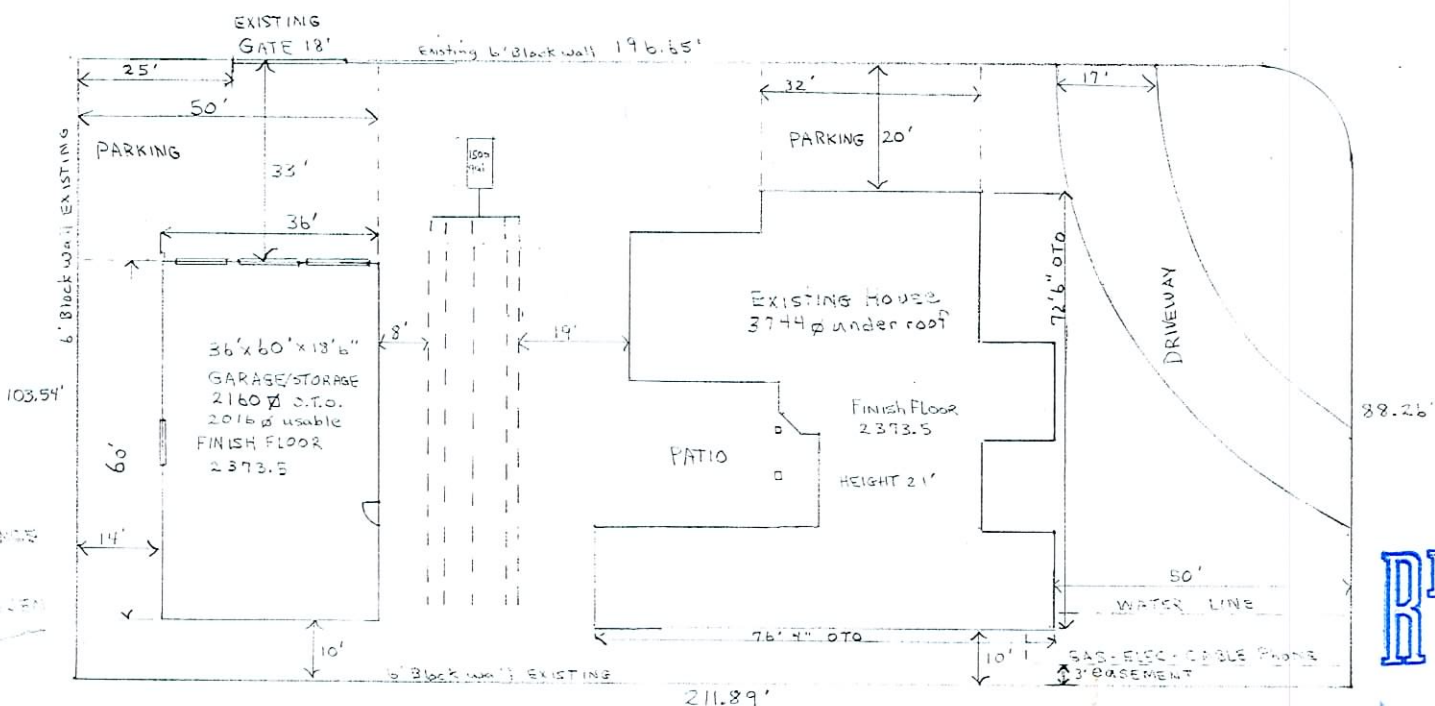 EXISTING
GATE 18'
Existing 6' Block wall 196.65'
25'
50'
32'
17'
PARKING
33'
PARKING
20'
1500
36'
6' Block wall EXISTING
72'6" OTO
DRIVEWAY
EXISTING HOUSE
3744 ⌀ under roof
8'
19'
36'x60'x18'6"
GARAGE/STORAGE
2160 ⌀ O.T.O.
2016 ⌀ usable
FINISH FLOOR
2373.5
103.54'
60'
FINISH FLOOR
2373.5
88.26'
PATIO
HEIGHT 21'
14'
50'
WATER LINE
76'4" OTO
10'
10'
GAS-ELEC-CABLE PHONE
3' EASEMENT
6' Block wall EXISTING
211.89'